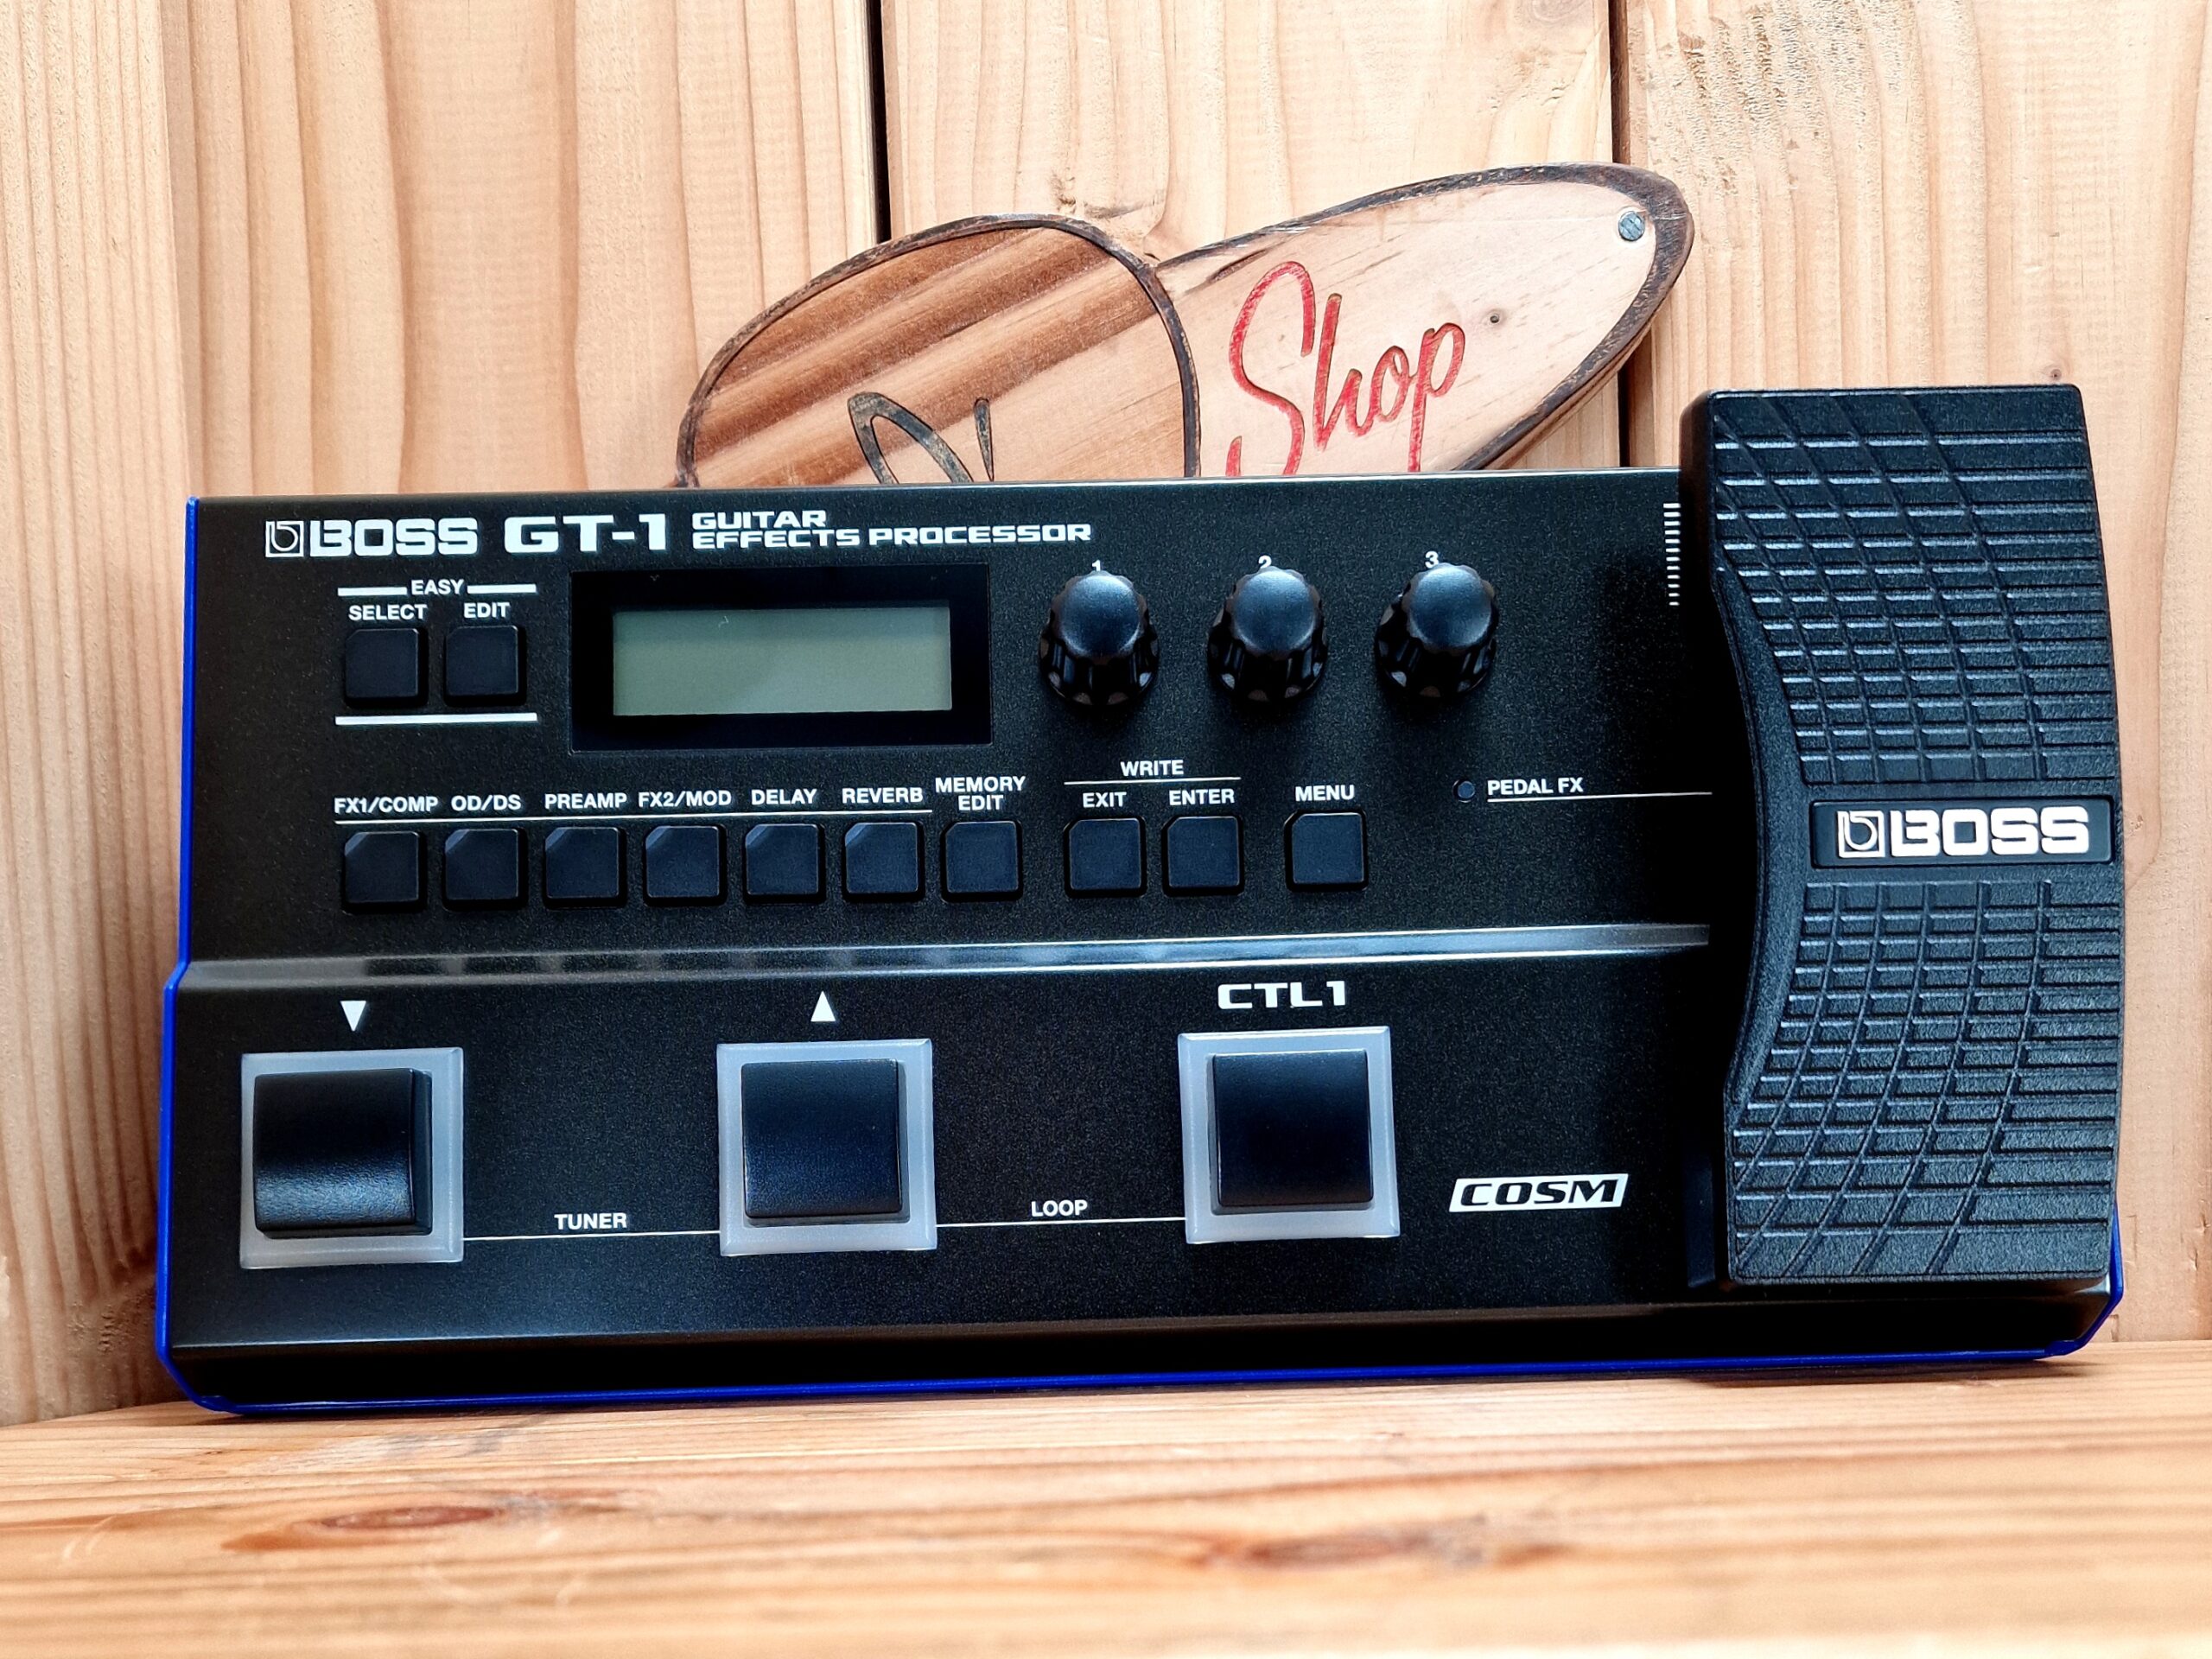 Shop
BOSS GT-1 GUITAR
EFFECTS PROCESSOR
EASY
SELECT EDIT
1 2 3
WRITE
FX1/COMP OD/DS PREAMP FX2/MOD DELAY REVERB MEMORY
EDIT
EXIT ENTER MENU
PEDAL FX
BOSS
▼ ▲ CTL1
TUNER LOOP
COSM